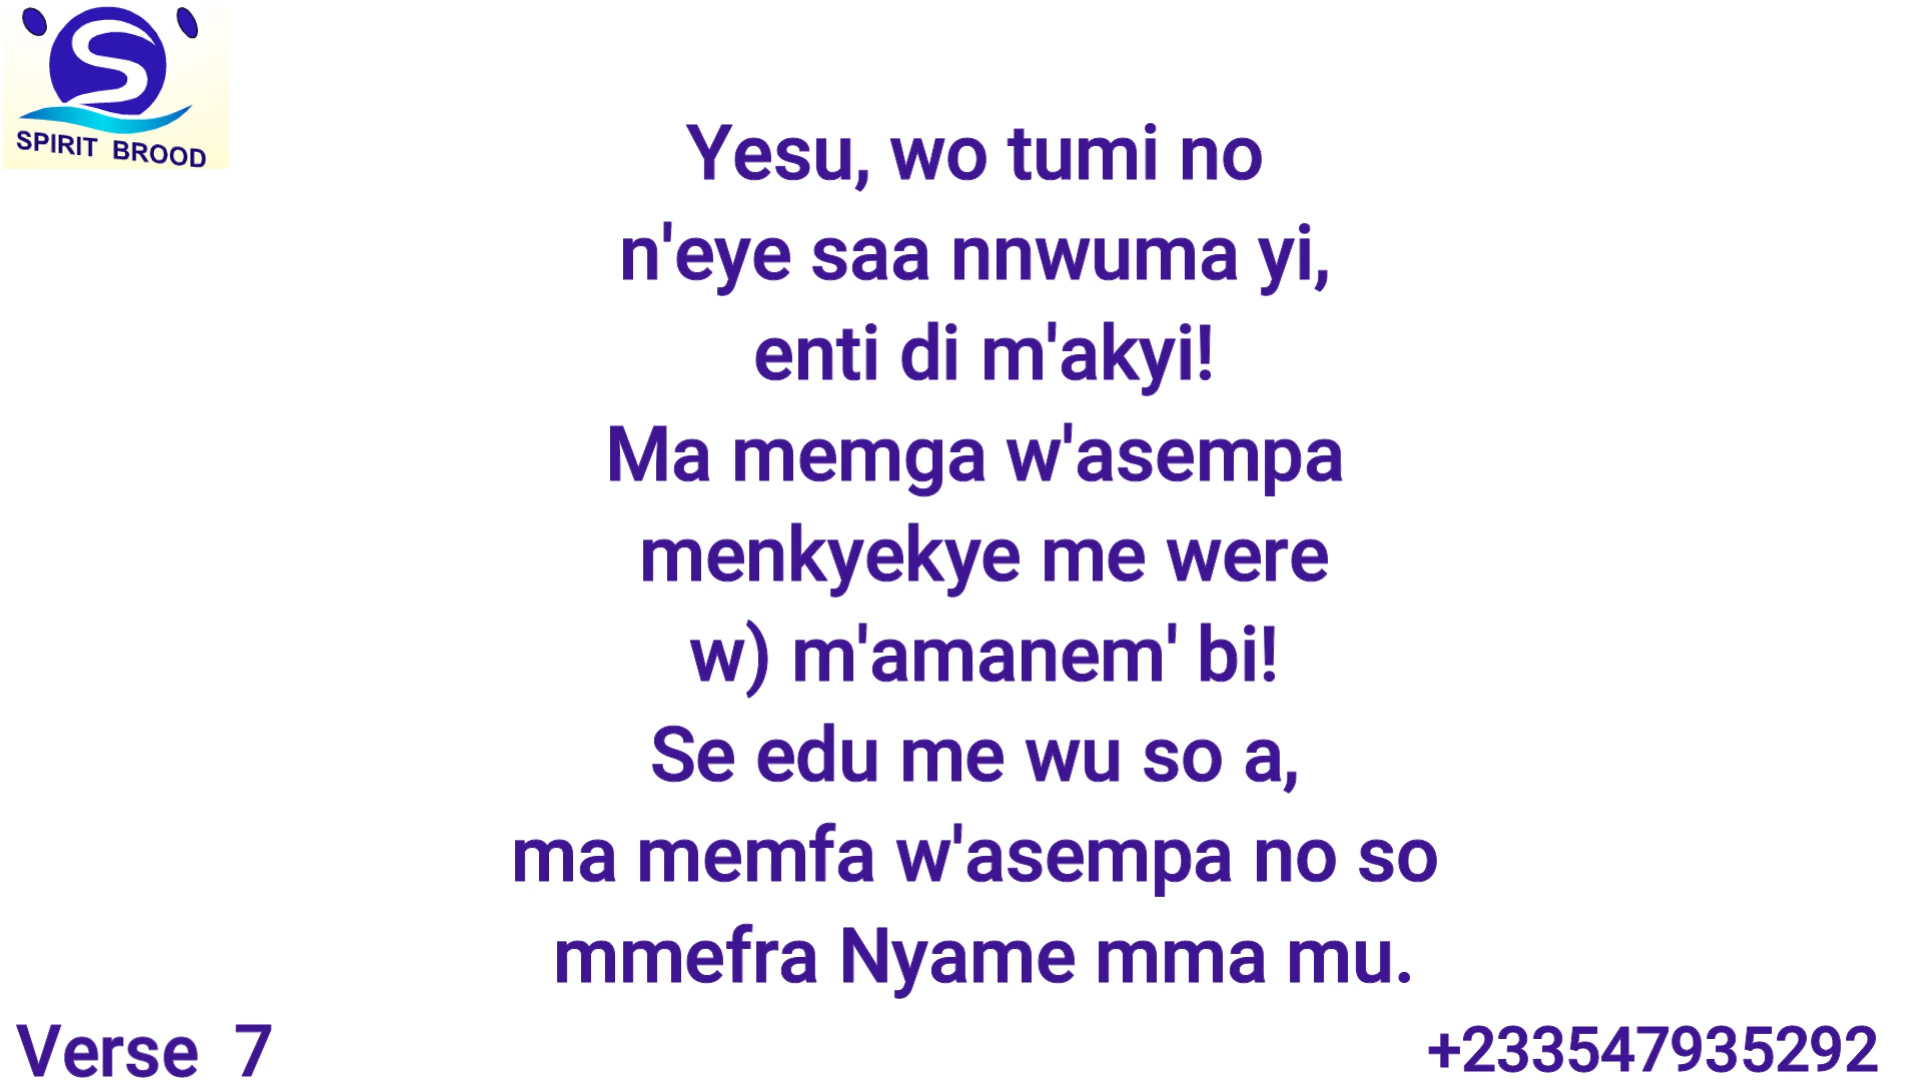 SPIRIT BROOD
Yesu, wo tumi no
n'eye saa nnwuma yi,
enti di m'akyi!
Ma memga w'asempa
menkyekye me were
w) m'amanem' bi!
Se edu me wu so a,
ma memfa w'asempa no so
mmefra Nyame mma mu.
Verse 7
+233547935292